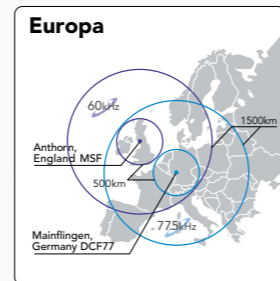 Europa
60kHz
1500km
Anthorn,
England MSF
500km
Mainflingen,
Germany DCF77
77.5kHz